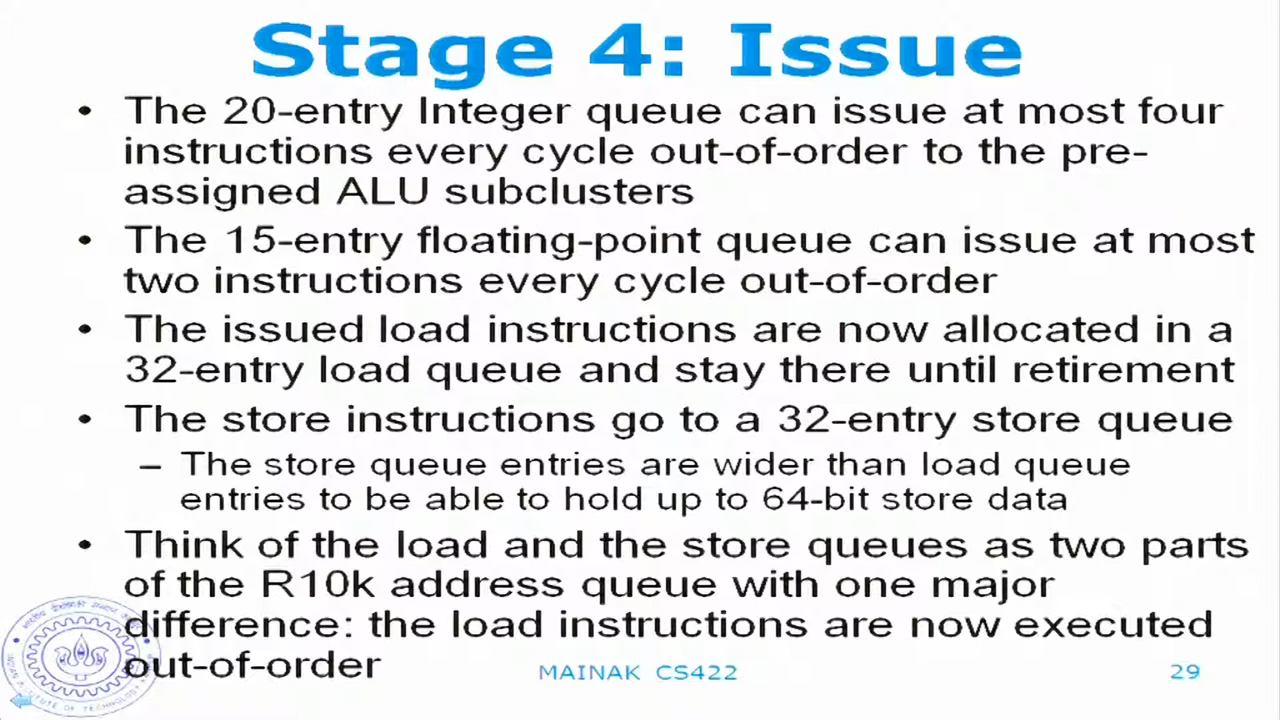 Stage 4: Issue
• The 20-entry Integer queue can issue at most four
instructions every cycle out-of-order to the pre-
assigned ALU subclusters
• The 15-entry floating-point queue can issue at most
two instructions every cycle out-of-order
• The issued load instructions are now allocated in a
32-entry load queue and stay there until retirement
• The store instructions go to a 32-entry store queue
– The store queue entries are wider than load queue
entries to be able to hold up to 64-bit store data
• Think of the load and the store queues as two parts
of the R10k address queue with one major
difference: the load instructions are now executed
out-of-order
MAINAK CS422
29